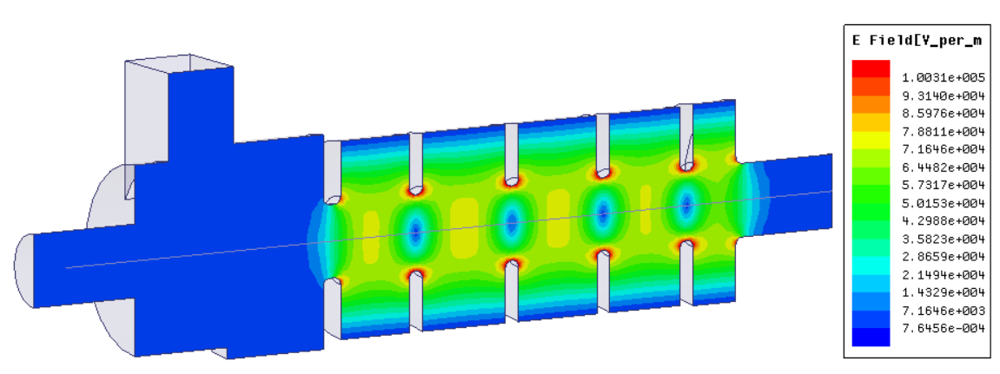 E Field[V_per_m
1.0031e+005
9.3140e+004
8.5976e+004
7.8811e+004
7.1646e+004
6.4482e+004
5.7317e+004
5.0153e+004
4.2988e+004
3.5823e+004
2.8659e+004
2.1494e+004
1.4329e+004
7.1646e+003
7.6456e-004